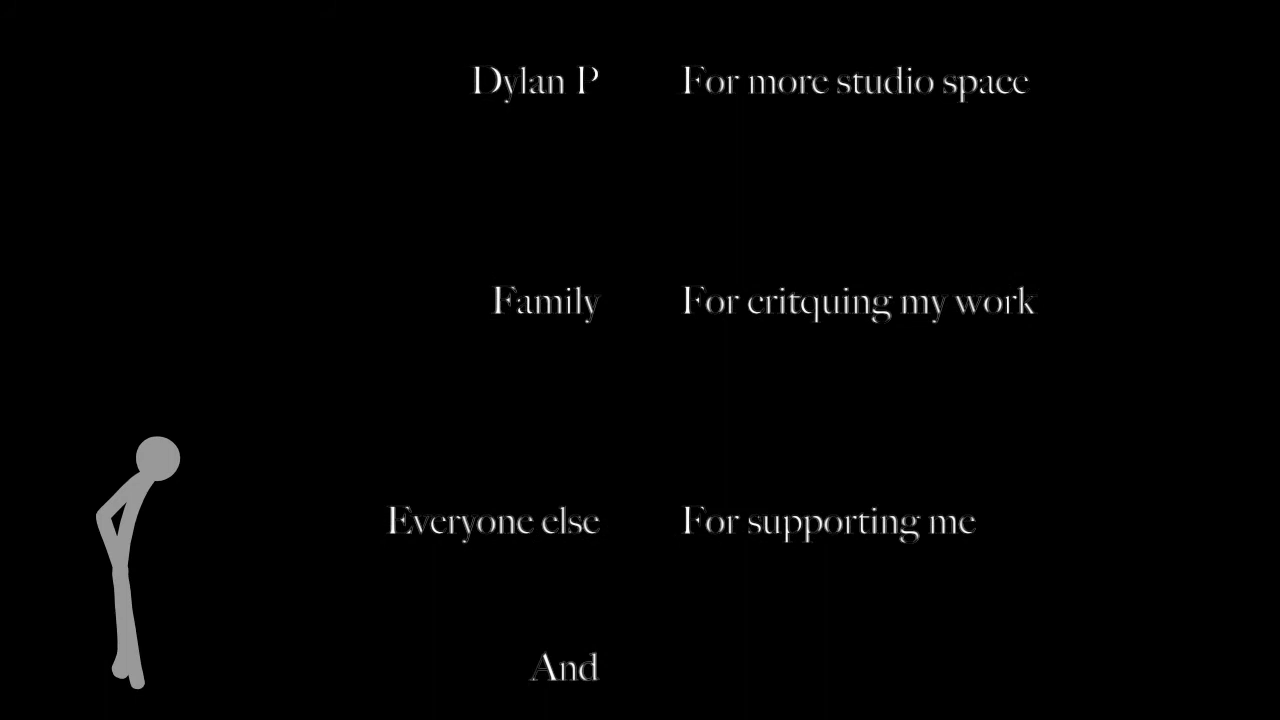 Dylan P For more studio space
Family For critquing my work
Everyone else For supporting me
And